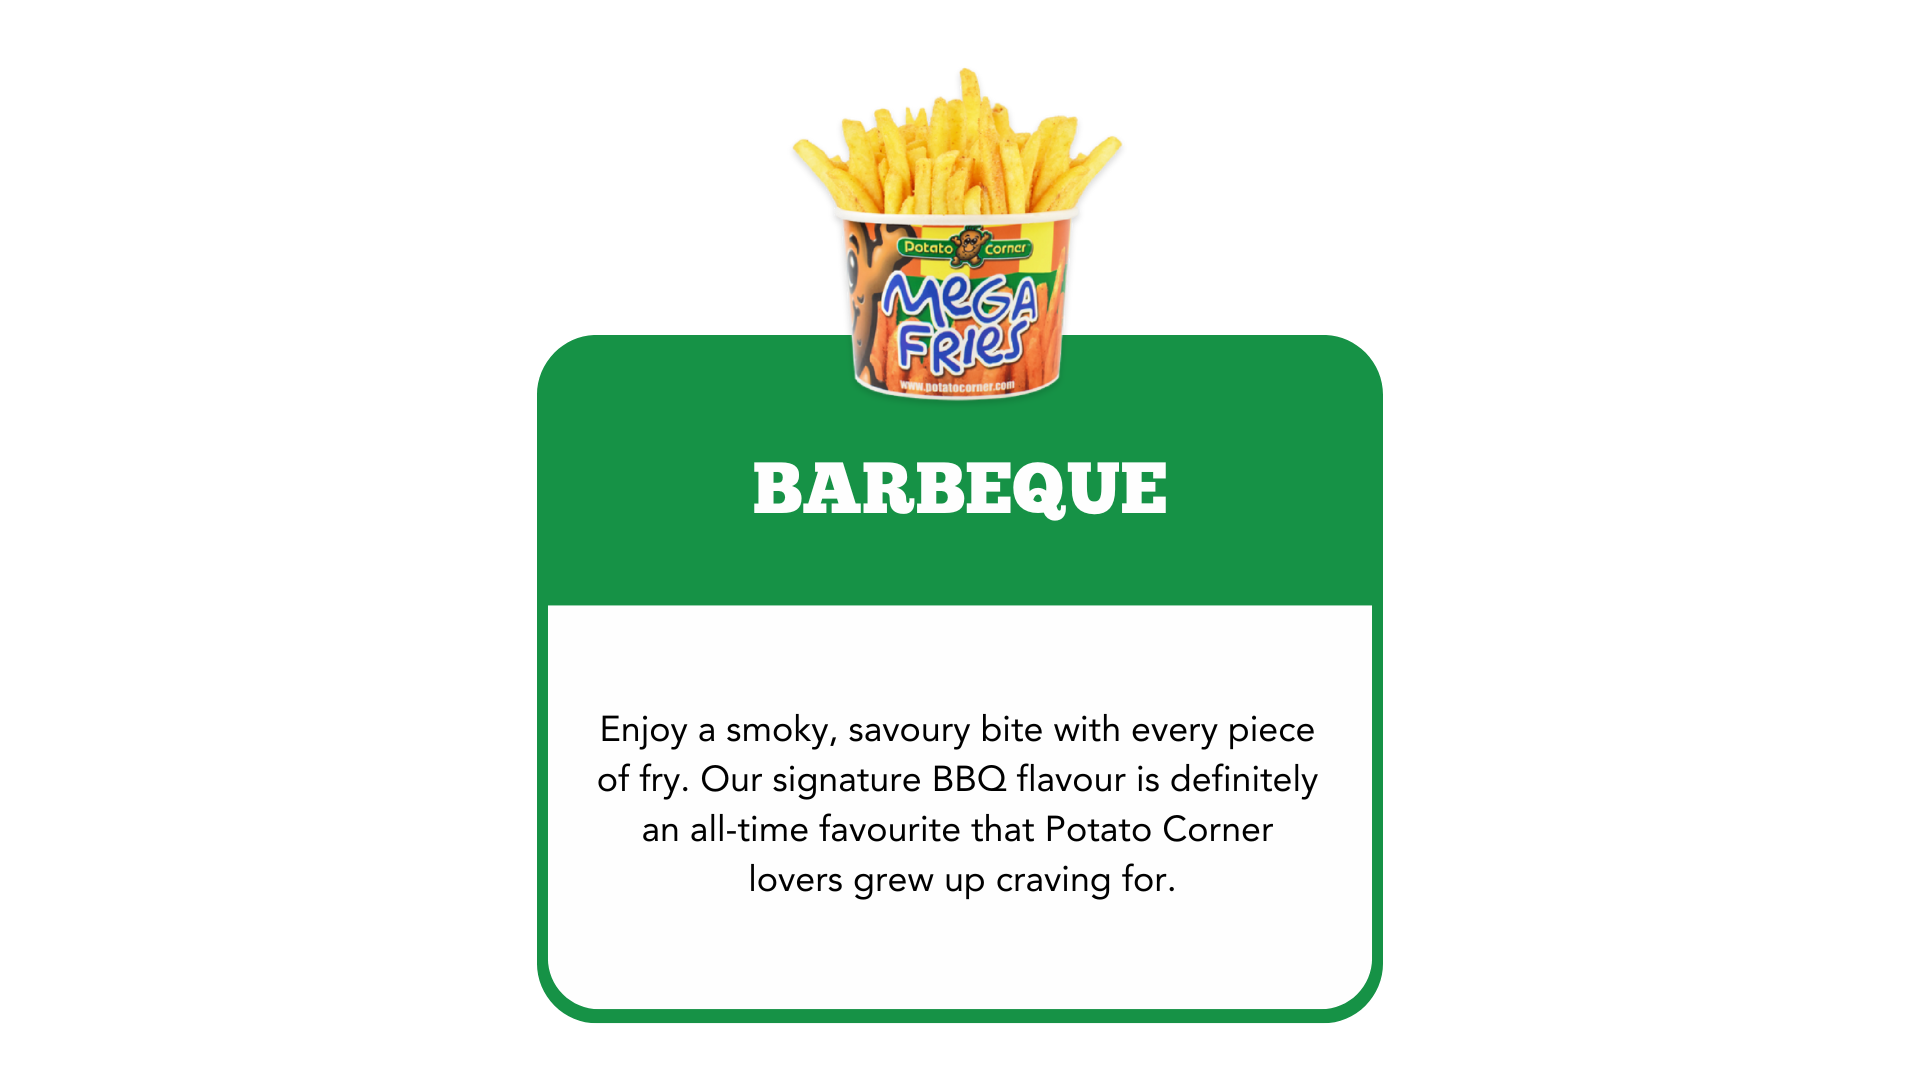 Potato Corner
MeGA
FRIes
www.potatocorner.com
BARBEQUE
Enjoy a smoky, savoury bite with every piece
of fry. Our signature BBQ flavour is definitely
an all-time favourite that Potato Corner
lovers grew up craving for.